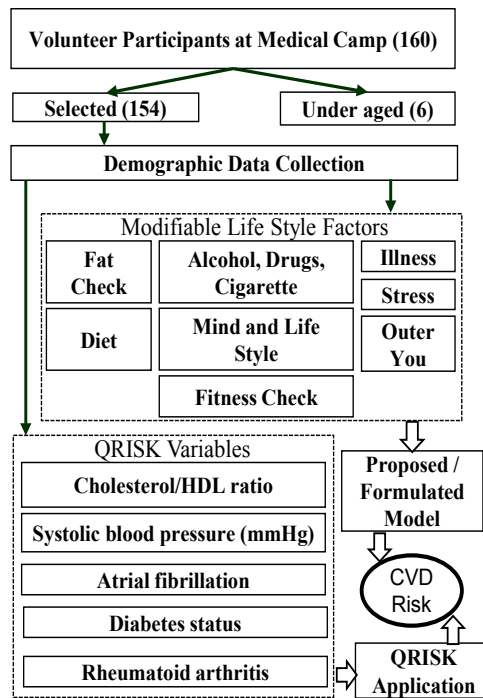 Volunteer Participants at Medical Camp (160)
Selected (154)
Under aged (6)
Demographic Data Collection
Modifiable Life Style Factors
Fat
Check
Alcohol, Drugs,
Cigarette
Illness
Stress
Diet
Mind and Life
Style
Outer
You
Fitness Check
QRISK Variables
Cholesterol/HDL ratio
Systolic blood pressure (mmHg)
Atrial fibrillation
Diabetes status
Rheumatoid arthritis
Proposed /
Formulated
Model
CVD
Risk
QRISK
Application